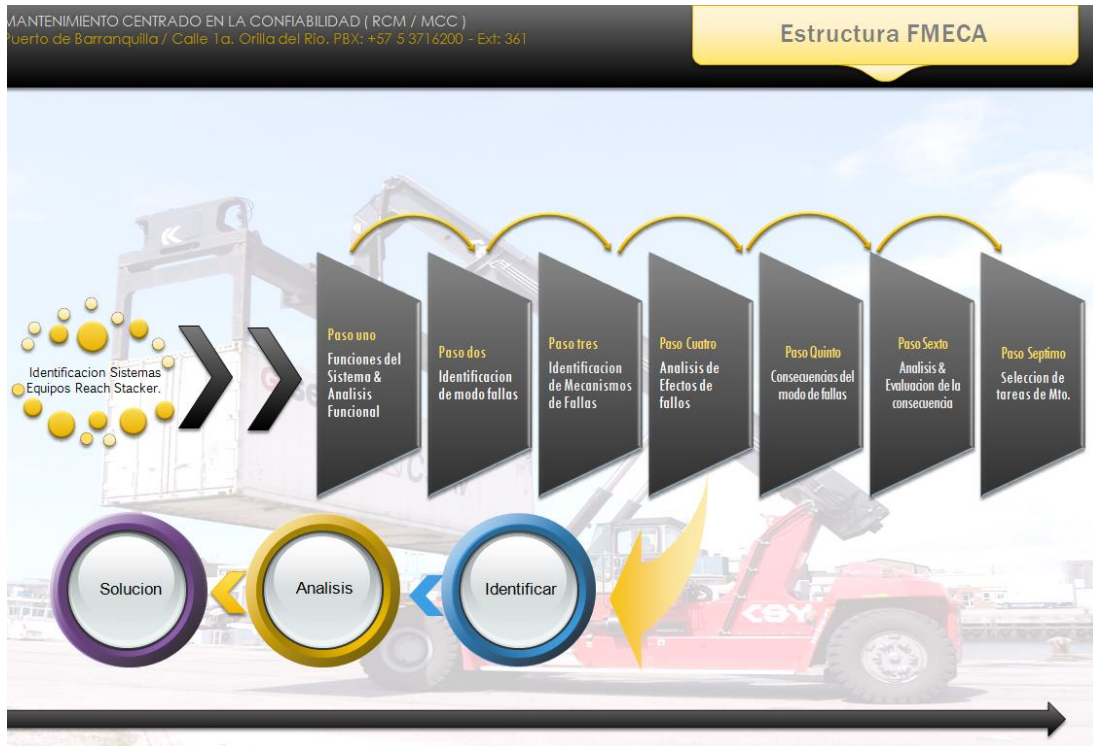 MANTENIMIENTO CENTRADO EN LA CONFIABILIDAD ( RCM / MCC )
Puerto de Barranquilla / Calle 1a. Orilla del Rio. PBX: +57 5 3716200 - Ext: 361
Estructura FMECA
Identificacion Sistemas
Equipos Reach Stacker.
Paso uno
Funciones del
Sistema &
Analisis
Funcional
Paso dos
Identificacion
de modo fallas
Paso tres
Identificacion
de Mecanismos
de Fallas
Paso Cuatro
Analisis de
Efectos de
fallos
Paso Quinto
Consecuencias del
modo de fallas
Paso Sexto
Analisis &
Evaluacion de la
consecuencia
Paso Septimo
Seleccion de
tareas de Mto.
Solucion
Analisis
Identificar